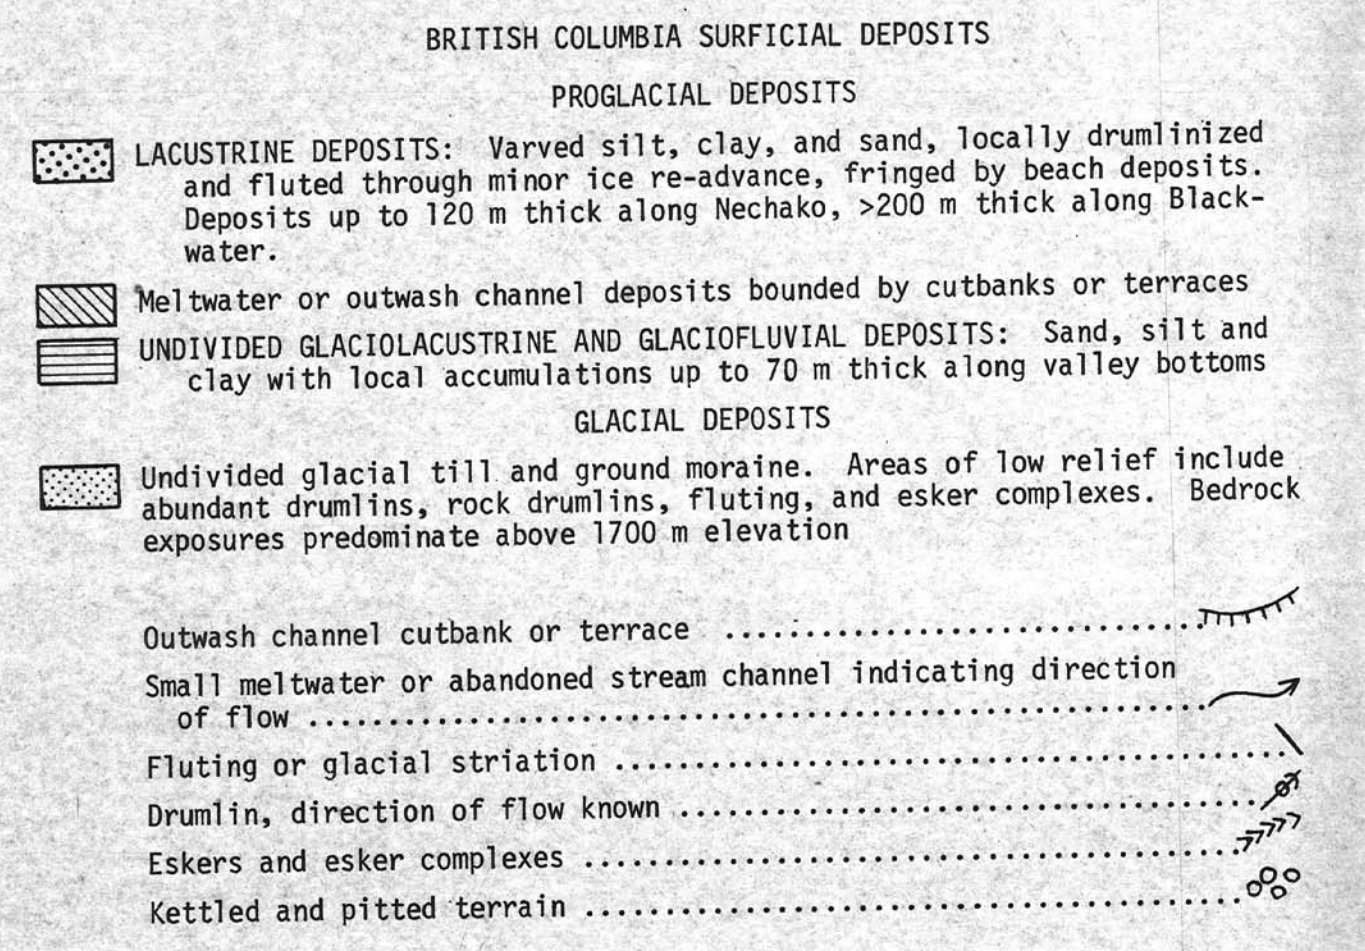 BRITISH COLUMBIA SURFICIAL DEPOSITS
PROGLACIAL DEPOSITS
LACUSTRINE DEPOSITS: Varved silt, clay, and sand, locally drumlinized
and fluted through minor ice re-advance, fringed by beach deposits.
Deposits up to 120 m thick along Nechako, >200 m thick along Black-
water.
Meltwater or outwash channel deposits bounded by cutbanks or terraces
UNDIVIDED GLACIOLACUSTRINE AND GLACIOFLUVIAL DEPOSITS: Sand, silt and
clay with local accumulations up to 70 m thick along valley bottoms
GLACIAL DEPOSITS
Undivided glacial till and ground moraine. Areas of low relief include
abundant drumlins, rock drumlins, fluting, and esker complexes. Bedrock
exposures predominate above 1700 m elevation
Outwash channel cutbank or terrace ..............................
Small meltwater or abandoned stream channel indicating direction
of flow ........................................................
Fluting or glacial striation ..........................................
Drumlin, direction of flow known ....................................
Eskers and esker complexes .........................................
Kettled and pitted terrain .........................................